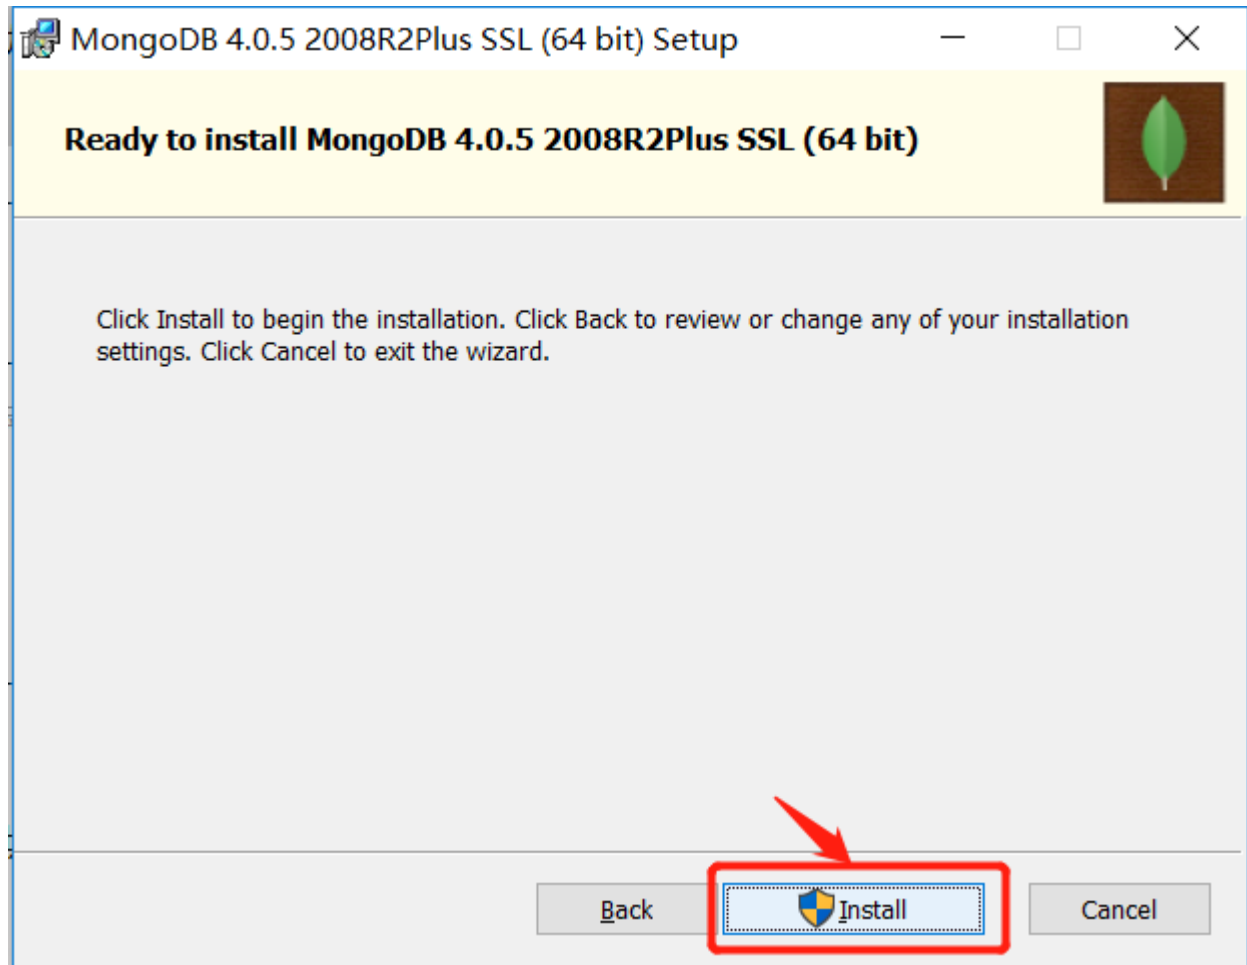 MongoDB 4.0.5 2008R2Plus SSL (64 bit) Setup
Ready to install MongoDB 4.0.5 2008R2Plus SSL (64 bit)
Click Install to begin the installation. Click Back to review or change any of your installation
settings. Click Cancel to exit the wizard.
Back Install Cancel